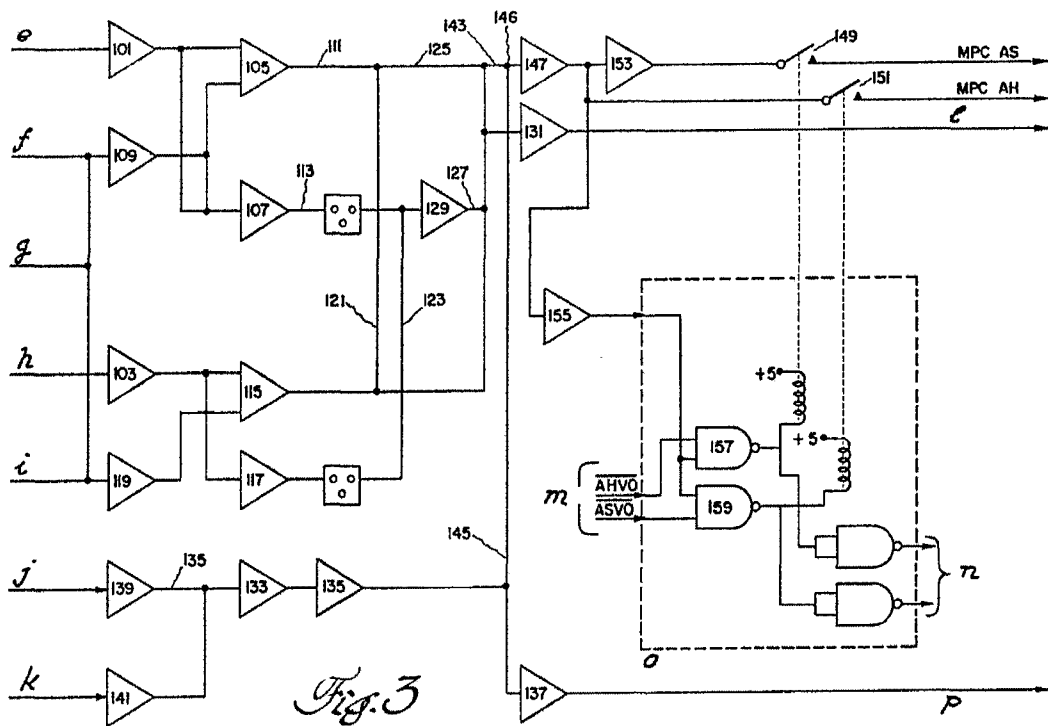 e
101
105
111
125
143
146
147
153
149
MPC AS
151
MPC AH
l
131
f
109
107
113
129
127
g
121
123
155
h
103
115
+5
+5
i
119
117
m
AHVO
ASVO
157
159
n
145
j
139
135
133
135
o
k
141
Fig. 3
137
p